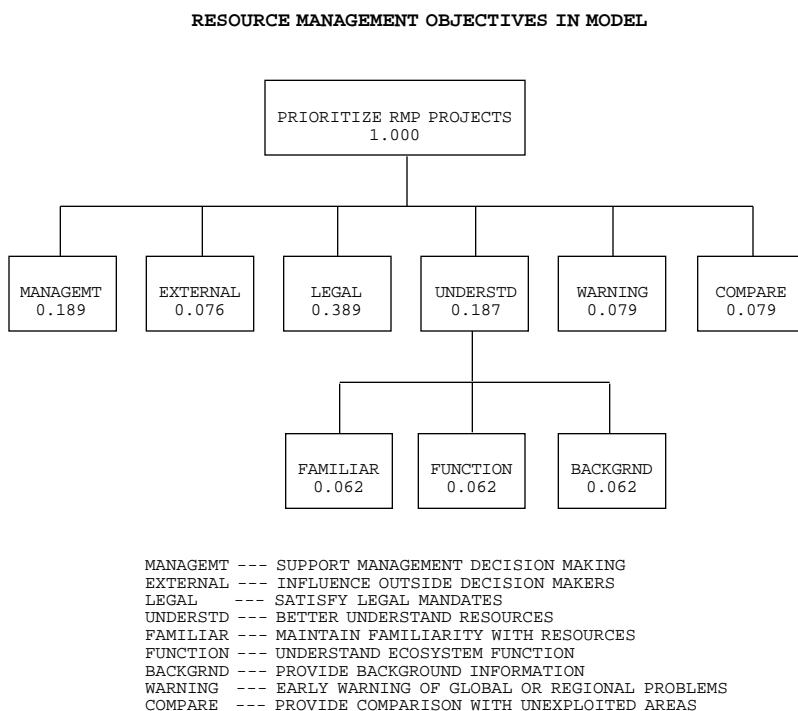 RESOURCE MANAGEMENT OBJECTIVES IN MODEL
PRIORITIZE RMP PROJECTS
1.000
MANAGEMT
0.189
EXTERNAL
0.076
LEGAL
0.389
UNDERSTD
0.187
WARNING
0.079
COMPARE
0.079
FAMILIAR
0.062
FUNCTION
0.062
BACKGRND
0.062
MANAGEMT --- SUPPORT MANAGEMENT DECISION MAKING
EXTERNAL --- INFLUENCE OUTSIDE DECISION MAKERS
LEGAL --- SATISFY LEGAL MANDATES
UNDERSTD --- BETTER UNDERSTAND RESOURCES
FAMILIAR --- MAINTAIN FAMILIARITY WITH RESOURCES
FUNCTION --- UNDERSTAND ECOSYSTEM FUNCTION
BACKGRND --- PROVIDE BACKGROUND INFORMATION
WARNING --- EARLY WARNING OF GLOBAL OR REGIONAL PROBLEMS
COMPARE --- PROVIDE COMPARISON WITH UNEXPLOITED AREAS